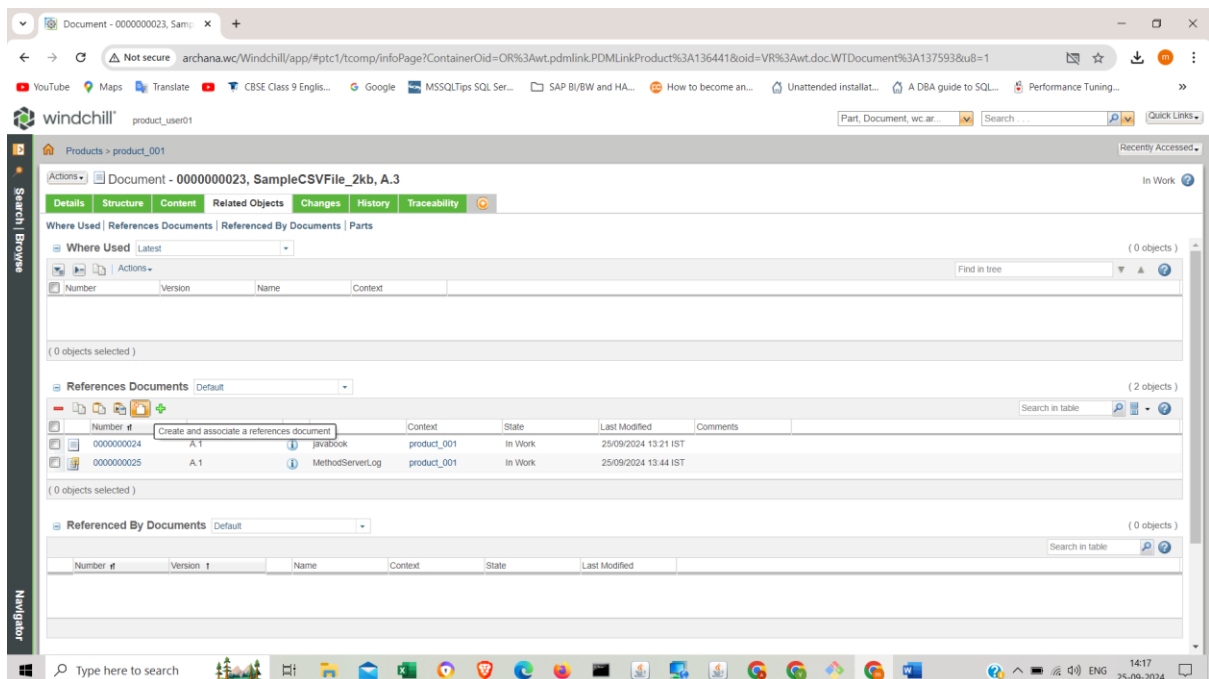 Document - 0000000023, Samp
Not secure archana.wc/Windchill/app/#ptc1/tcomp/infoPage?ContainerOid=OR%3Awt.pdmlink.PDMLinkProduct%3A136441&oid=VR%3Awt.doc.WTDocument%3A137593&u8=1 m
YouTube Maps Translate CBSE Class 9 Englis... Google MSSQLTips SQL Ser... SAP BI/BW and HA... How to become an... Unattended installat... A DBA guide to SQL... Performance Tuning... »
windchill product_user01 Part, Document, wc.ar... Search . . . Quick Links
Products > product_001 Recently Accessed
Actions Document - 0000000023, SampleCSVFile_2kb, A.3 In Work
Details Structure Content Related Objects Changes History Traceability
Where Used | References Documents | Referenced By Documents | Parts
Search | Browse
Where Used Latest ( 0 objects )
Actions Find in tree
Number Version Name Context
( 0 objects selected )
References Documents Default ( 2 objects )
Search in table
Number Context State Last Modified Comments
Create and associate a references document
0000000024 A.1 javabook product_001 In Work 25/09/2024 13:21 IST
0000000025 A.1 MethodServerLog product_001 In Work 25/09/2024 13:44 IST
( 0 objects selected )
Referenced By Documents Default ( 0 objects )
Search in table
Number Version Name Context State Last Modified
Navigator
Type here to search ENG 14:17
25-09-2024